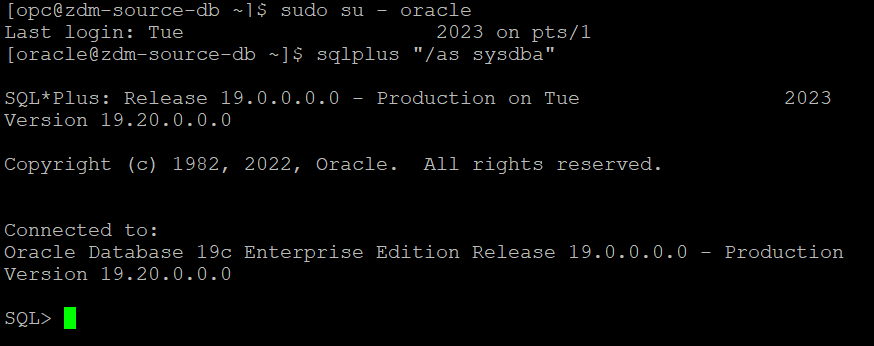 [opc@zdm-source-db ~]$ sudo su - oracle
Last login: Tue 2023 on pts/1
[oracle@zdm-source-db ~]$ sqlplus "/as sysdba"
SQL*Plus: Release 19.0.0.0.0 - Production on Tue 2023
Version 19.20.0.0.0
Copyright (c) 1982, 2022, Oracle.  All rights reserved.
Connected to:
Oracle Database 19c Enterprise Edition Release 19.0.0.0.0 - Production
Version 19.20.0.0.0
SQL>